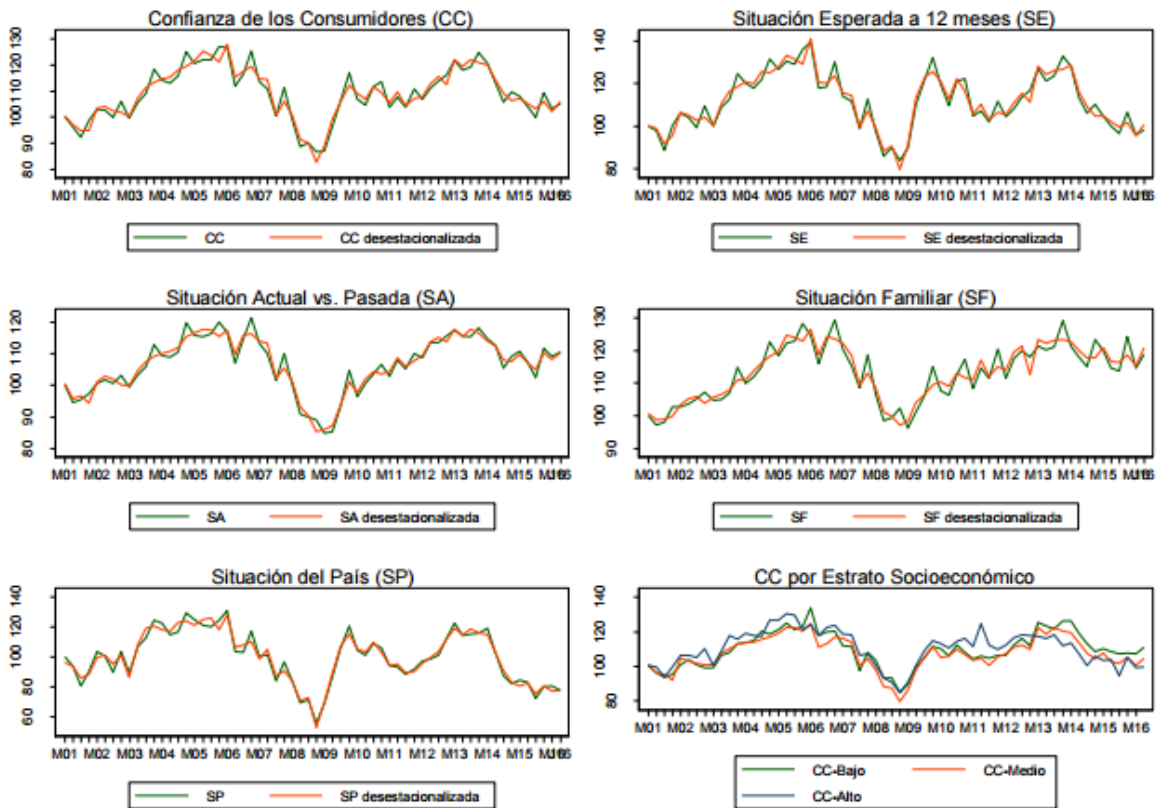 Confianza de los Consumidores (CC)
80 90 100 110 120 130
M01 M02 M03 M04 M05 M06 M07 M08 M09 M10 M11 M12 M13 M14 M15
CC CC desestacionalizada
Situación Esperada a 12 meses (SE)
80 100 120 140
M01 M02 M03 M04 M05 M06 M07 M08 M09 M10 M11 M12 M13 M14 M15
SE SE desestacionalizada
Situación Actual vs. Pasada (SA)
80 90 100 110 120
M01 M02 M03 M04 M05 M06 M07 M08 M09 M10 M11 M12 M13 M14 M15
SA SA desestacionalizada
Situación Familiar (SF)
90 100 110 120 130
M01 M02 M03 M04 M05 M06 M07 M08 M09 M10 M11 M12 M13 M14 M15
SF SF desestacionalizada
Situación del País (SP)
60 80 100 120 140
M01 M02 M03 M04 M05 M06 M07 M08 M09 M10 M11 M12 M13 M14 M15
SP SP desestacionalizada
CC por Estrato Socioeconómico
80 100 120 140
M01 M02 M03 M04 M05 M06 M07 M08 M09 M10 M11 M12 M13 M14 M15 M16
CC-Bajo CC-Medio
CC-Alto